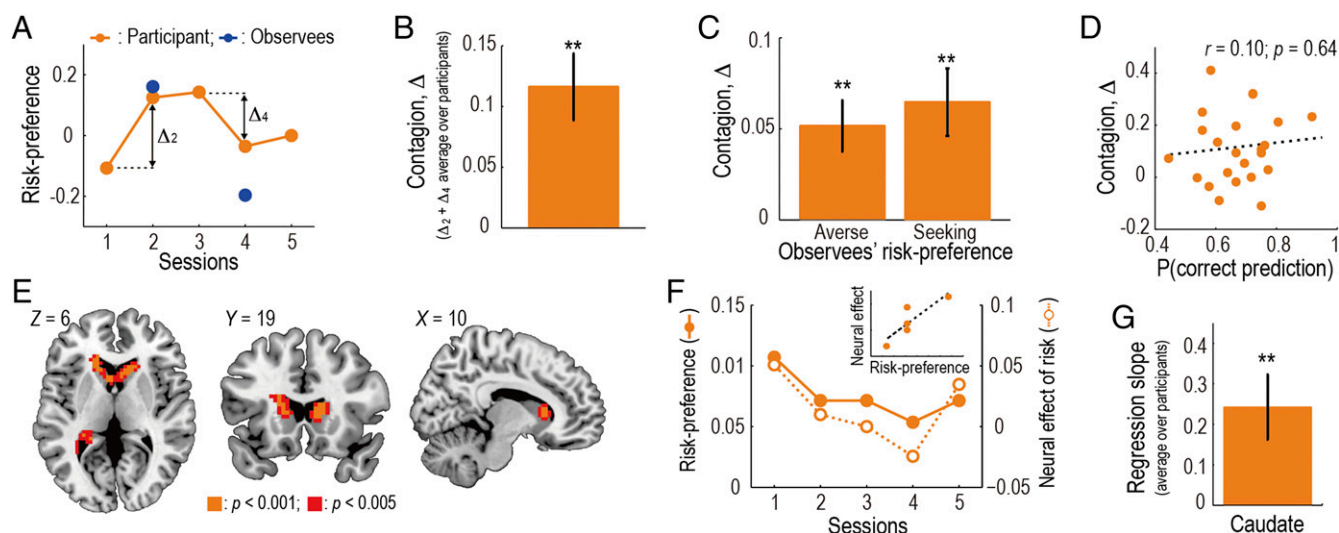 A
: Participant; : Observees
Risk-preference
0.2
0
-0.2
Δ2
Δ4
1 2 3 4 5
Sessions
B
Contagion, Δ
(Δ2 + Δ4 average over participants)
0.15
0.1
0.05
0
**
C
Contagion, Δ
0.1
0.05
0
**
**
Averse Seeking
Observees' risk-preference
D
r = 0.10; p = 0.64
Contagion, Δ
0.4
0.2
0
-0.2
0.4 0.6 0.8 1
P(correct prediction)
E
Z = 6
Y = 19
X = 10
: p < 0.001; : p < 0.005
F
Risk-preference ( )
0.15
0.1
0.05
0
Neural effect
Risk-preference
0.1
0.05
0
−0.05
Neural effect of risk ( )
1 2 3 4 5
Sessions
G
Regression slope
(average over participants)
0.4
0.3
0.2
0.1
0
**
Caudate